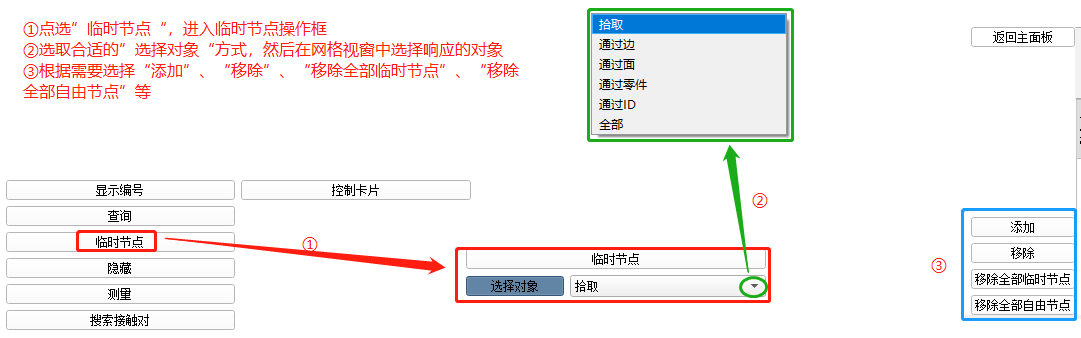 ①点选”临时节点“，进入临时节点操作框
②选取合适的”选择对象“方式，然后在网格视窗中选择响应的对象
③根据需要选择“添加”、“移除”、“移除全部临时节点”、“移除
全部自由节点”等
拾取
通过边
通过面
通过零件
通过ID
全部
返回主面板
显示编号
控制卡片
查询
临时节点
隐藏
测量
搜索接触对
①
临时节点
选择对象
拾取
②
③
添加
移除
移除全部临时节点
移除全部自由节点